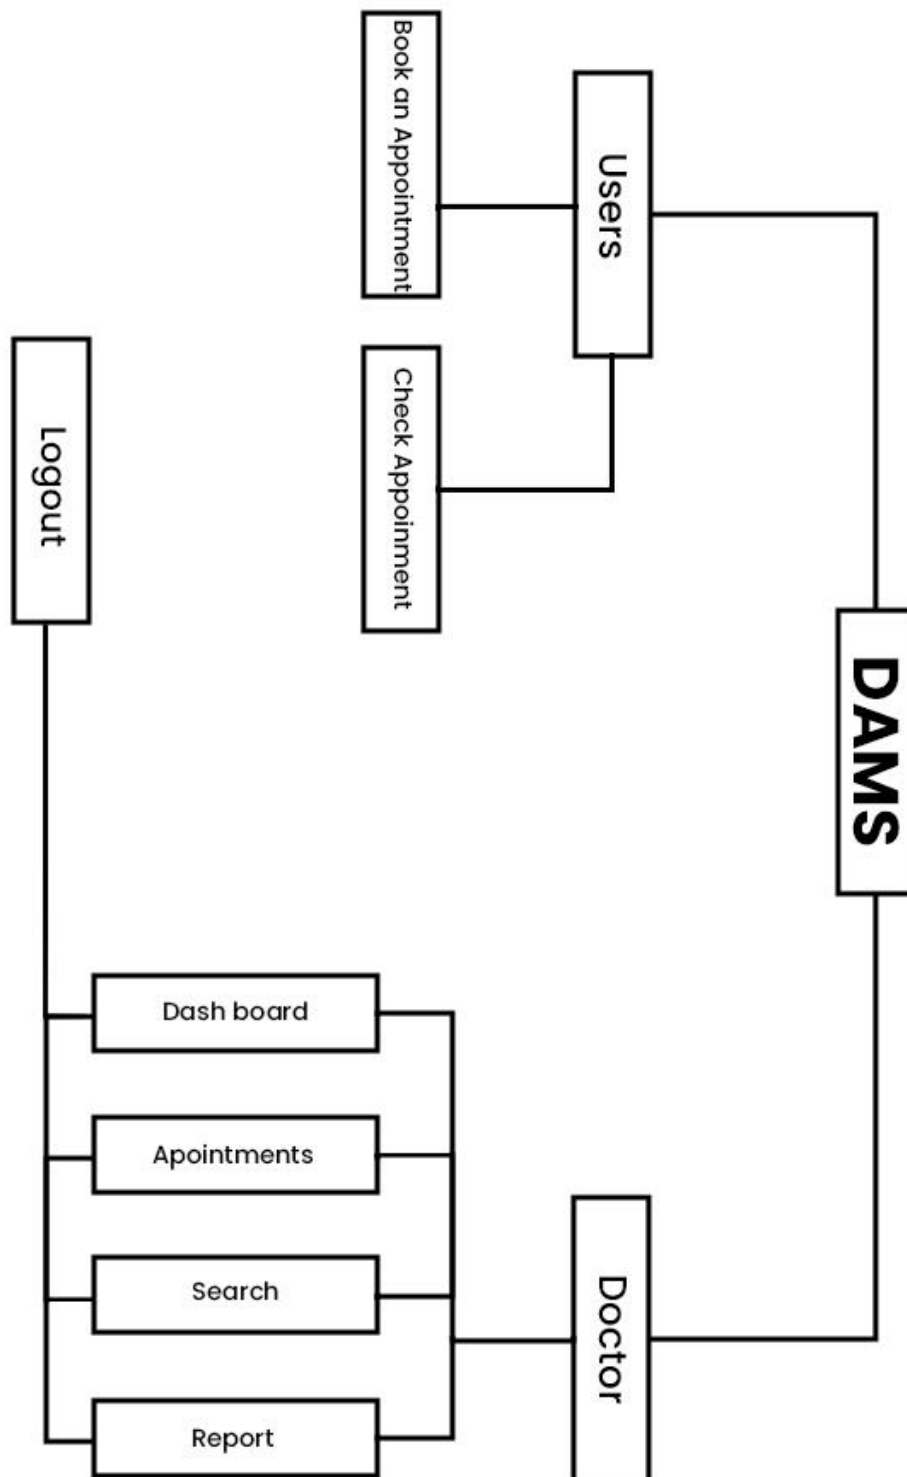 DAMS
Users
Doctor
Book an Appointment
Check Appoinment
Dash board
Apointments
Search
Report
Logout